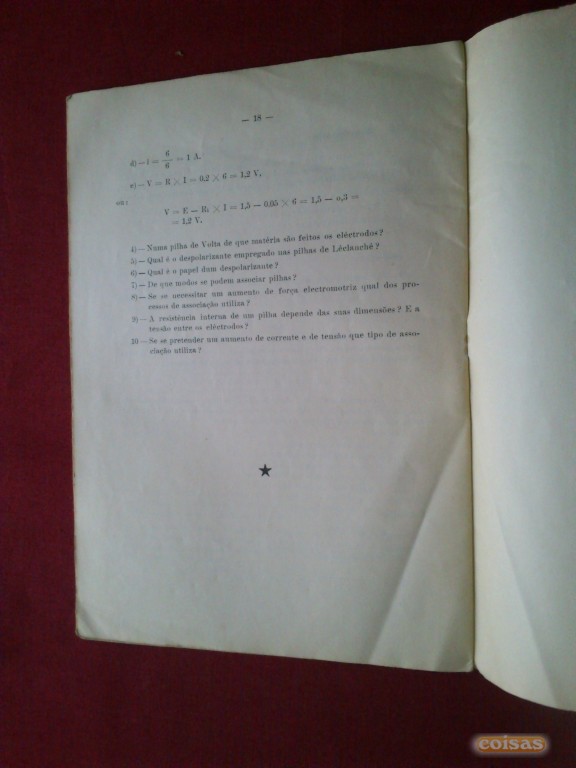 — 18 —
d) — i = 6/6 = 1 A.
e) — V = R × I = 0.2 × 6 = 1,2 V.
ou:
V = E — Ri × I = 1,5 — 0.05 × 6 = 1,5 — 0,3 =
= 1,2 V.
4) — Numa pilha de Volta de que matéria são feitos os eléctrodos?
5) — Qual é o despolarizante empregado nas pilhas de Léclanché?
6) — Qual é o papel dum despolarizante?
7) — De que modos se podem associar pilhas?
8) — Se se necessitar um aumento de força electromotriz qual dos pro-
cessos de associação utiliza?
9) — A resistência interna de um pilha depende das suas dimensões? E a
tensão entre os eléctrodos?
10 — Se se pretender um aumento de corrente e de tensão que tipo de asso-
ciação utiliza?
coisas